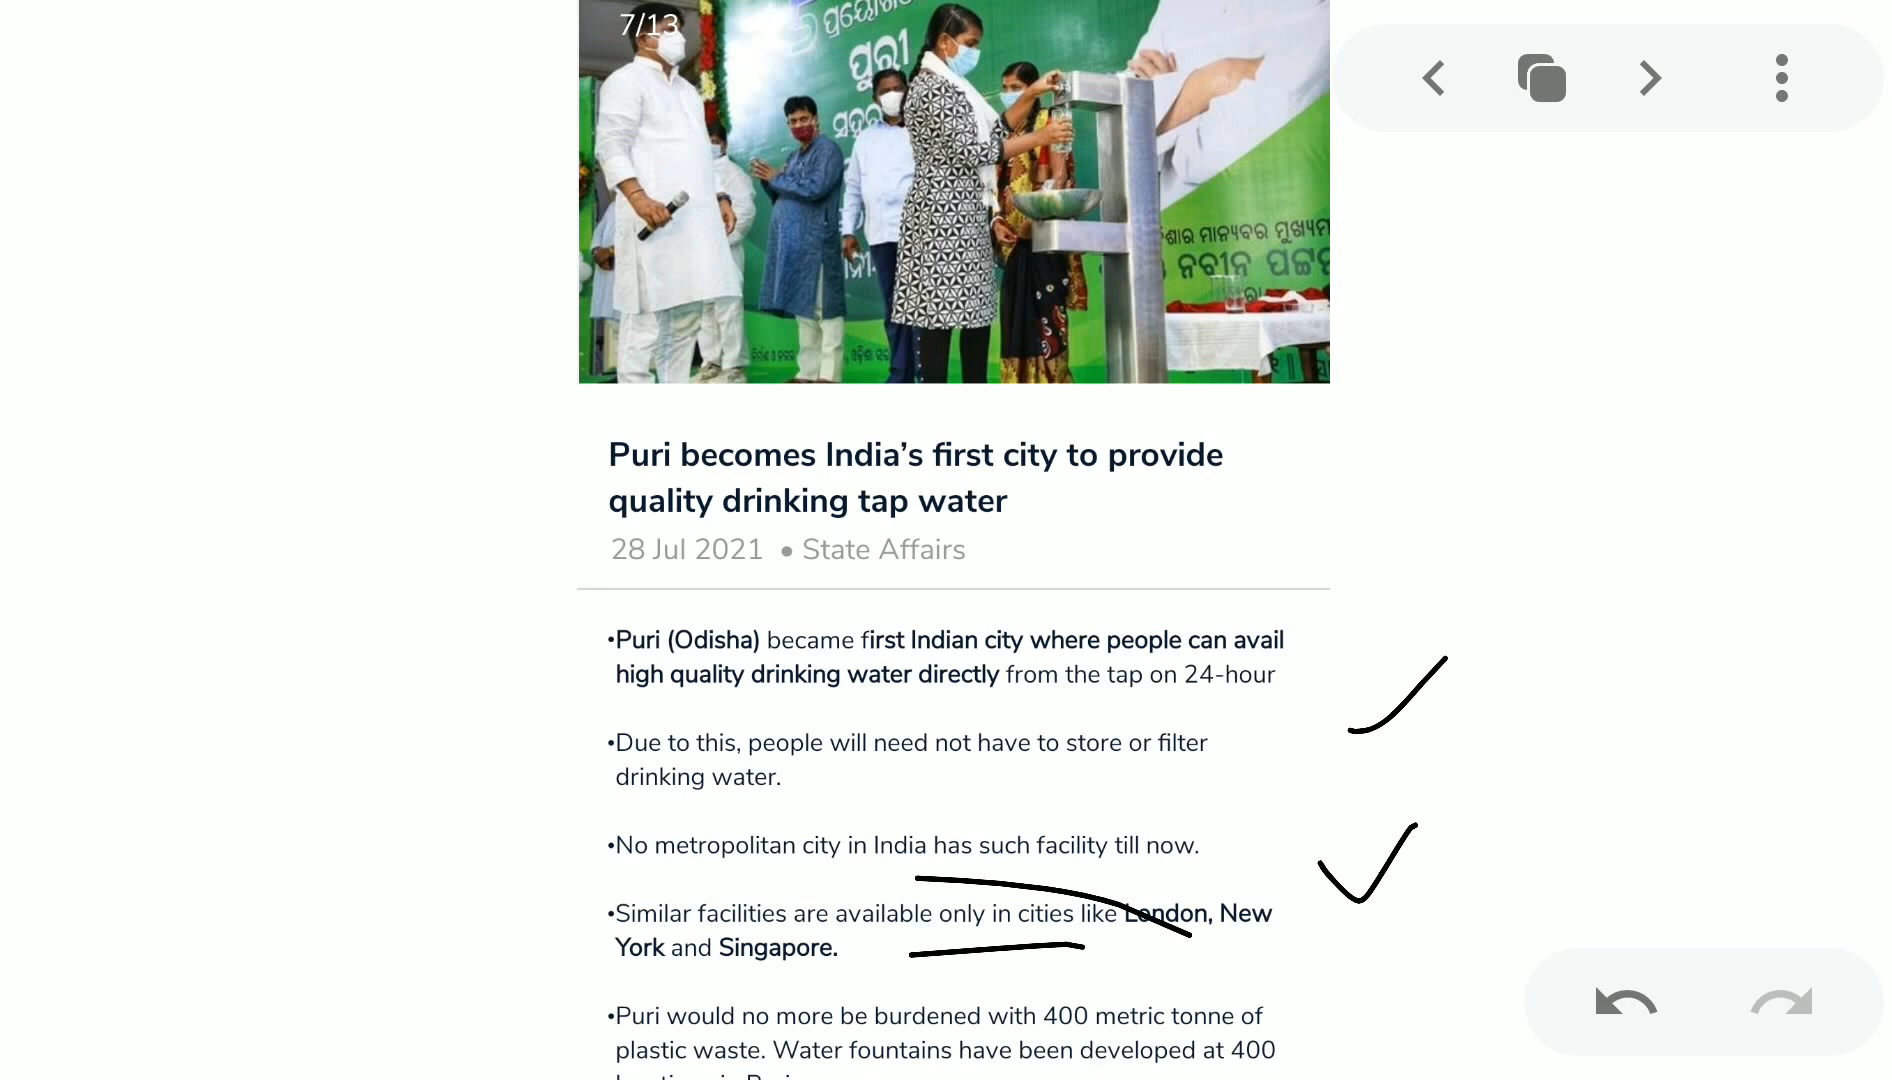 7/13
ପ୍ରୟୋଗ
ପୁରୀ
ନବୀନ
Puri becomes India’s first city to provide
quality drinking tap water
28 Jul 2021 • State Affairs
•Puri (Odisha) became first Indian city where people can avail
high quality drinking water directly from the tap on 24-hour
•Due to this, people will need not have to store or filter
drinking water.
•No metropolitan city in India has such facility till now.
•Similar facilities are available only in cities like London, New
York and Singapore.
•Puri would no more be burdened with 400 metric tonne of
plastic waste. Water fountains have been developed at 400